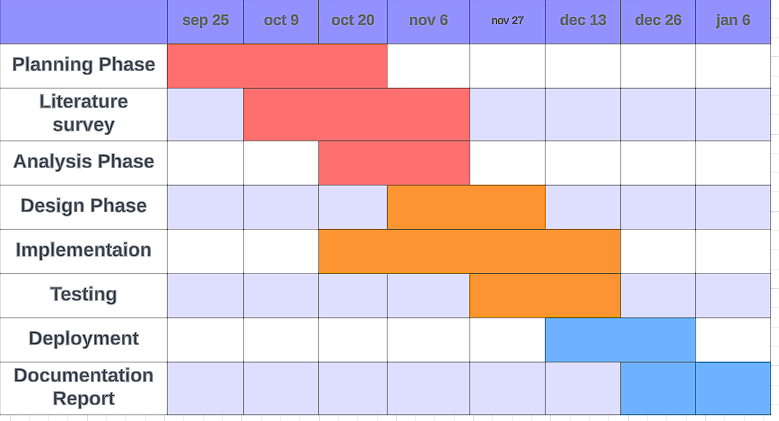 sep 25 oct 9 oct 20 nov 6 nov 27 dec 13 dec 26 jan 6
Planning Phase
Literature
survey
Analysis Phase
Design Phase
Implementaion
Testing
Deployment
Documentation
Report